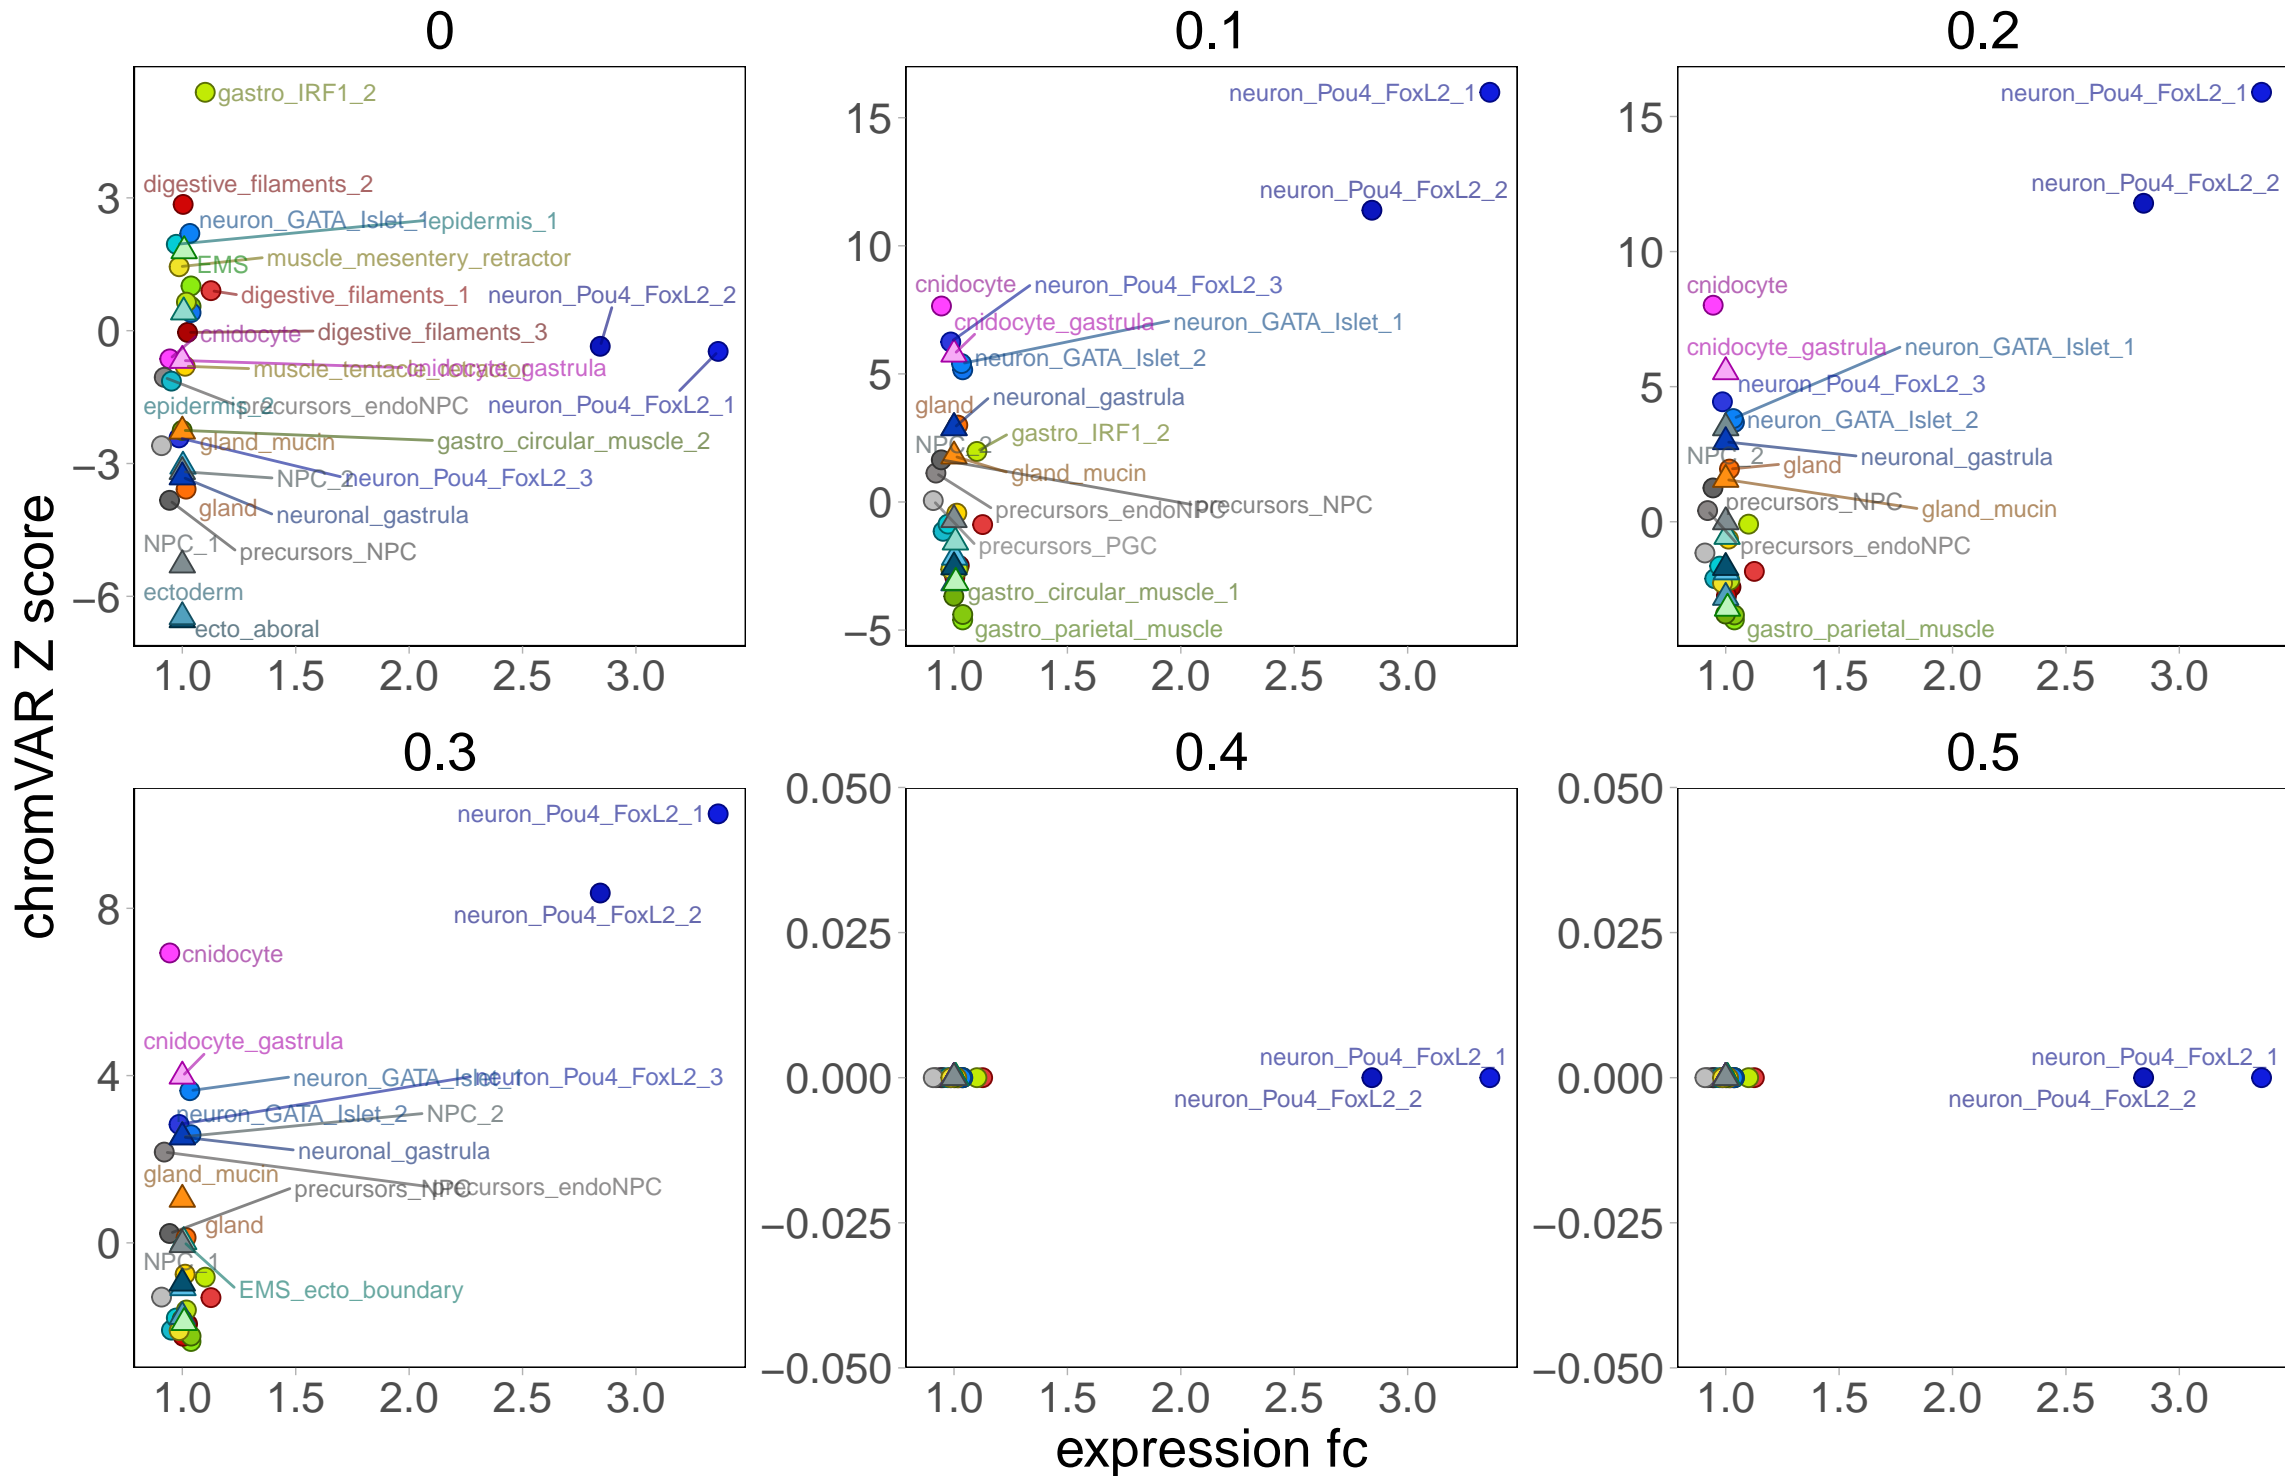 0
gastro_IRF1_2
digestive_filaments_2
neuron_GATA_Islet_1
epidermis_1
EMS
muscle_mesentery_retractor
digestive_filaments_1
neuron_Pou4_FoxL2_2
cnidocyte
digestive_filaments_3
muscle_tentacle_retractor
cnidocyte_gastrula
epidermis_2
precursors_endoNPC
neuron_Pou4_FoxL2_1
gland_mucin
gastro_circular_muscle_2
NPC_2
neuron_Pou4_FoxL2_3
gland
neuronal_gastrula
NPC_1
precursors_NPC
ectoderm
ecto_aboral
3
0
−3
−6
1.0 1.5 2.0 2.5 3.0
0.1
neuron_Pou4_FoxL2_1
neuron_Pou4_FoxL2_2
cnidocyte
neuron_Pou4_FoxL2_3
cnidocyte_gastrula
neuron_GATA_Islet_1
neuron_GATA_Islet_2
gland
neuronal_gastrula
NPC_2
gastro_IRF1_2
gland_mucin
precursors_endoNPC
precursors_NPC
precursors_PGC
gastro_circular_muscle_1
gastro_parietal_muscle
15
10
5
0
−5
1.0 1.5 2.0 2.5 3.0
0.2
neuron_Pou4_FoxL2_1
neuron_Pou4_FoxL2_2
cnidocyte
cnidocyte_gastrula
neuron_GATA_Islet_1
neuron_Pou4_FoxL2_3
neuron_GATA_Islet_2
NPC_2
gland
neuronal_gastrula
precursors_NPC
gland_mucin
precursors_endoNPC
gastro_parietal_muscle
15
10
5
0
1.0 1.5 2.0 2.5 3.0
0.3
neuron_Pou4_FoxL2_1
neuron_Pou4_FoxL2_2
cnidocyte
cnidocyte_gastrula
neuron_GATA_Islet_1
neuron_Pou4_FoxL2_3
neuron_GATA_Islet_2
NPC_2
neuronal_gastrula
gland_mucin
precursors_NPC
precursors_endoNPC
gland
NPC_1
EMS_ecto_boundary
8
4
0
1.0 1.5 2.0 2.5 3.0
0.4
neuron_Pou4_FoxL2_1
neuron_Pou4_FoxL2_2
0.050
0.025
0.000
−0.025
−0.050
1.0 1.5 2.0 2.5 3.0
0.5
neuron_Pou4_FoxL2_1
neuron_Pou4_FoxL2_2
0.050
0.025
0.000
−0.025
−0.050
1.0 1.5 2.0 2.5 3.0
chromVAR Z score
expression fc